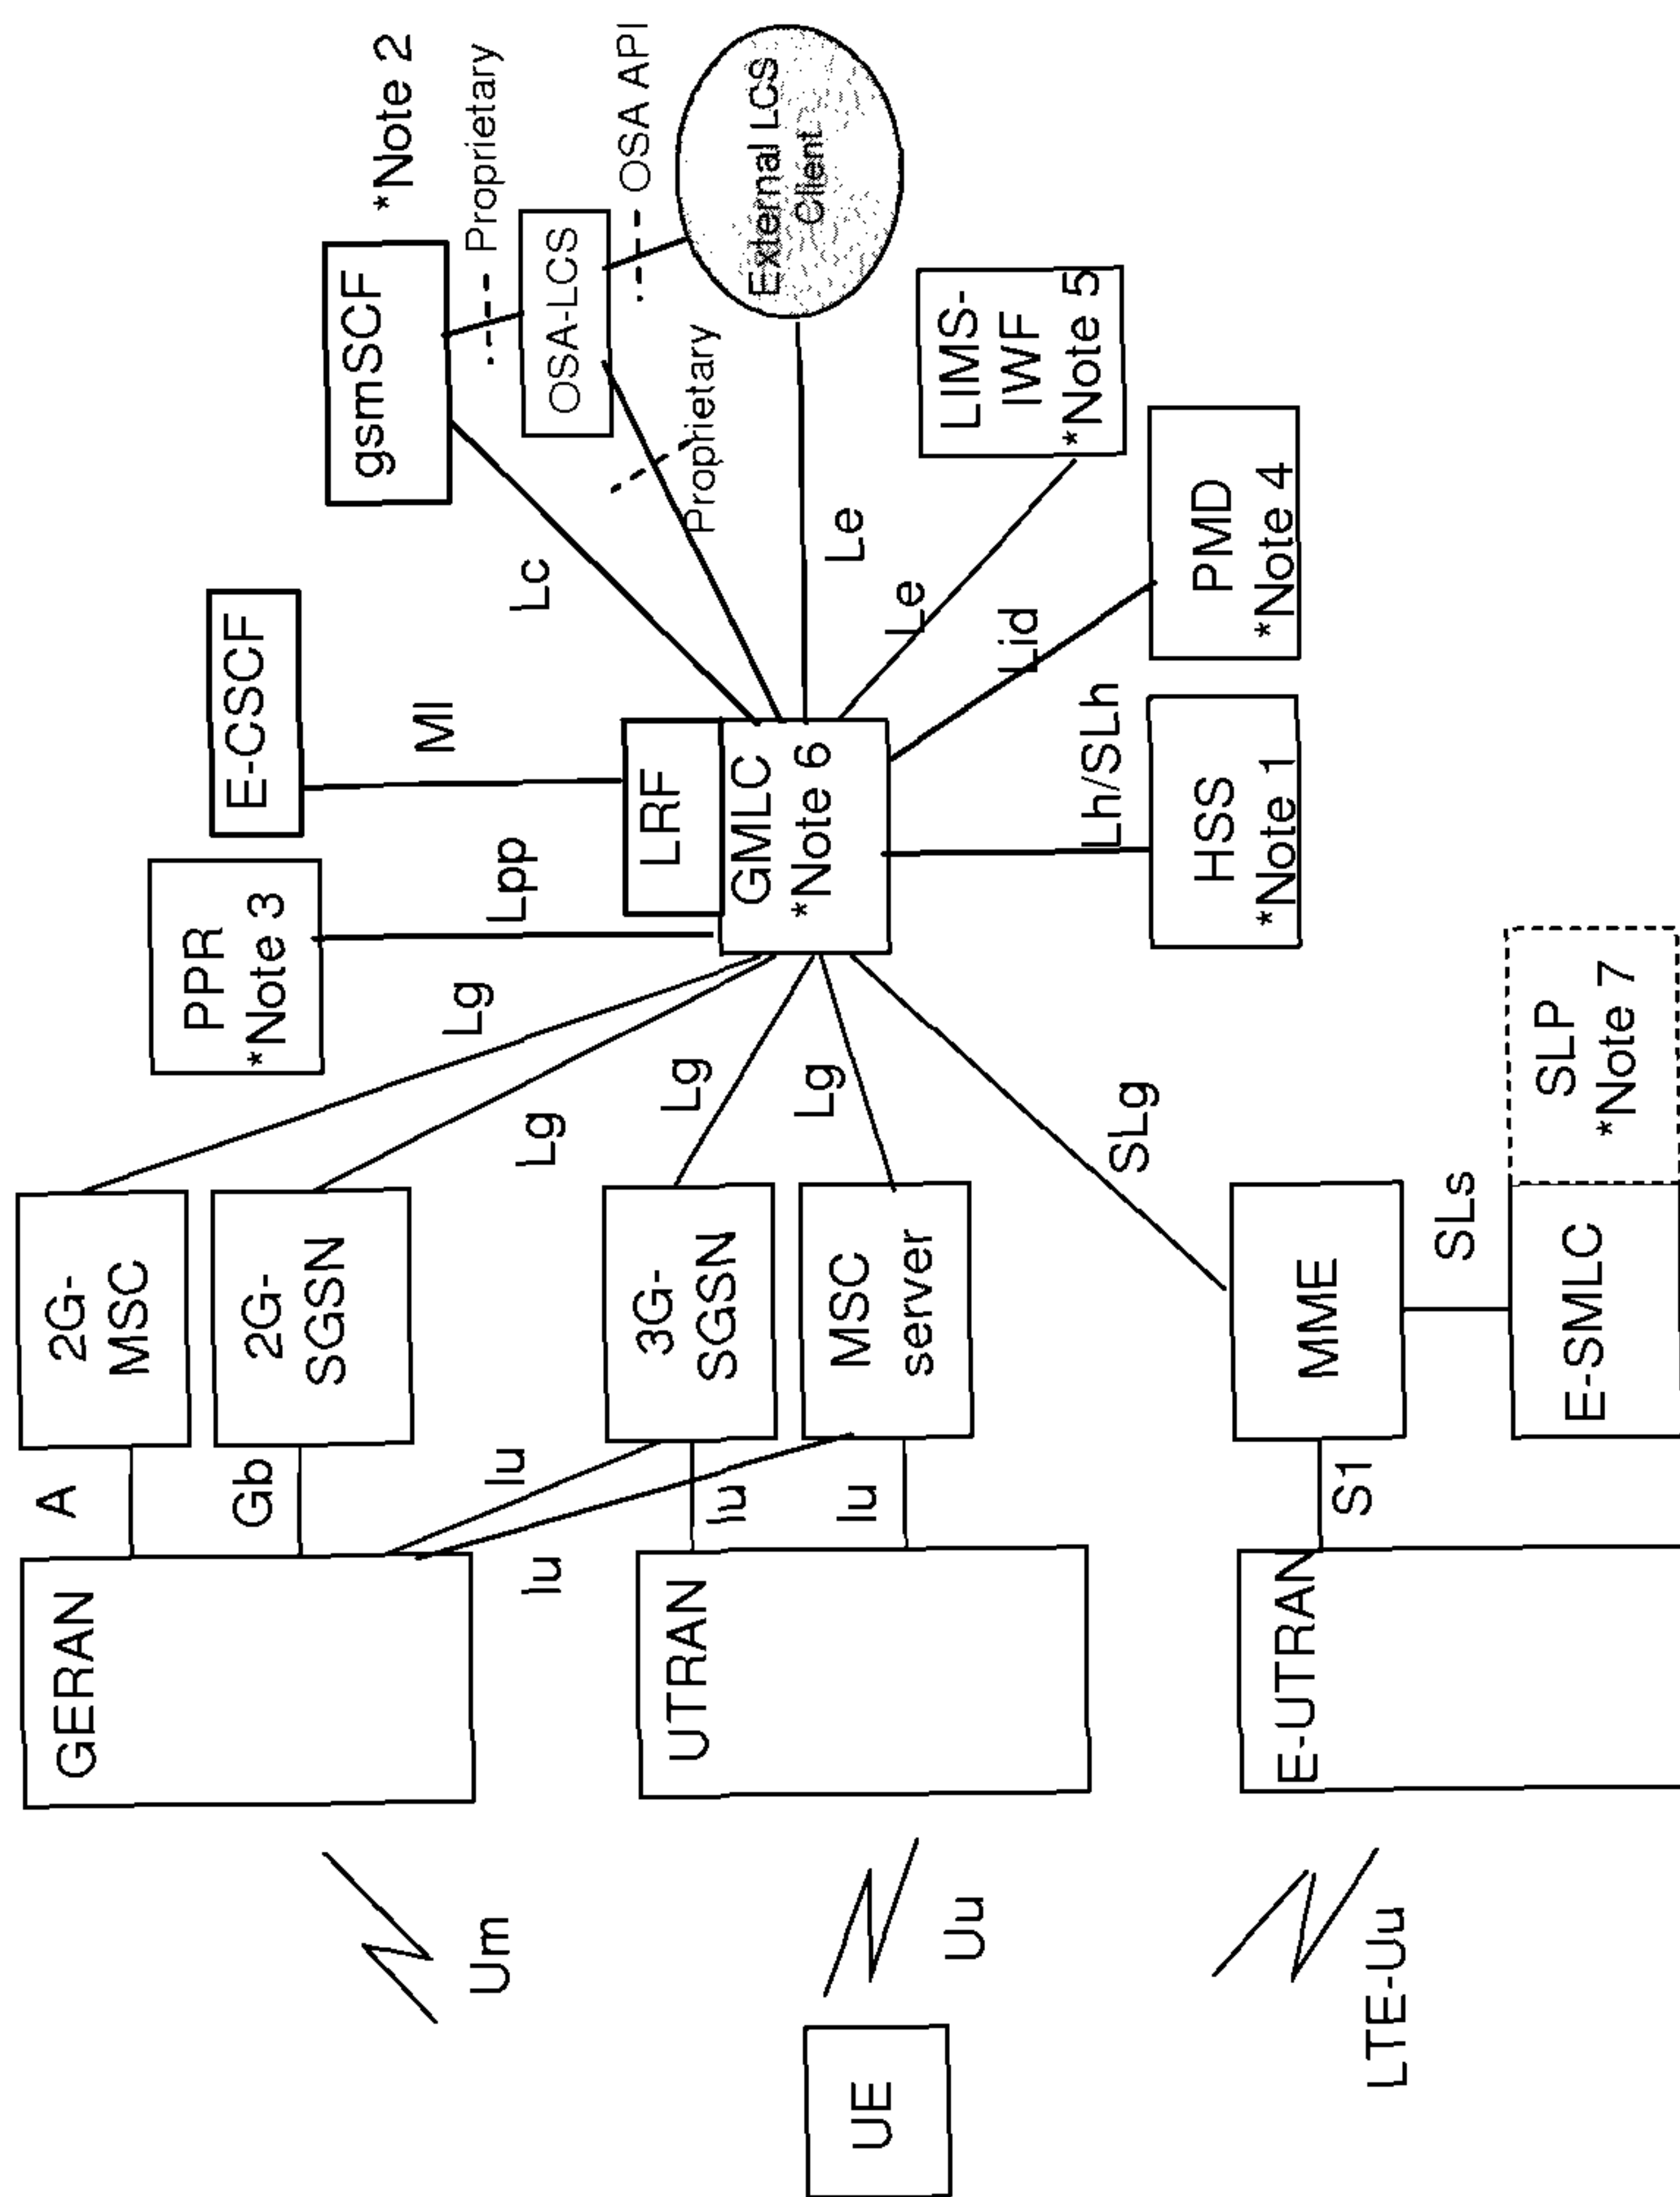 UE
Um
Uu
LTE-Uu
GERAN
UTRAN
E-UTRAN
A
Gb
Iu
Iu
Iu
Iu
S1
2G-
MSC
2G-
SGSN
3G-
SGSN
MSC
server
MME
SLs
E-SMLC
SLP
*Note 7
Lg
Lg
Lg
Lg
SLg
PPR
*Note 3
Lpp
E-CSCF
Ml
LRF
GMLC
*Note 6
Lh/SLh
HSS
*Note 1
Lid
PMD
*Note 4
Le
LIMS-
IWF
*Note 5
Le
External LCS
Client
Lc
gsmSCF
*Note 2
Proprietary
OSA-LCS
OSA API
Proprietary